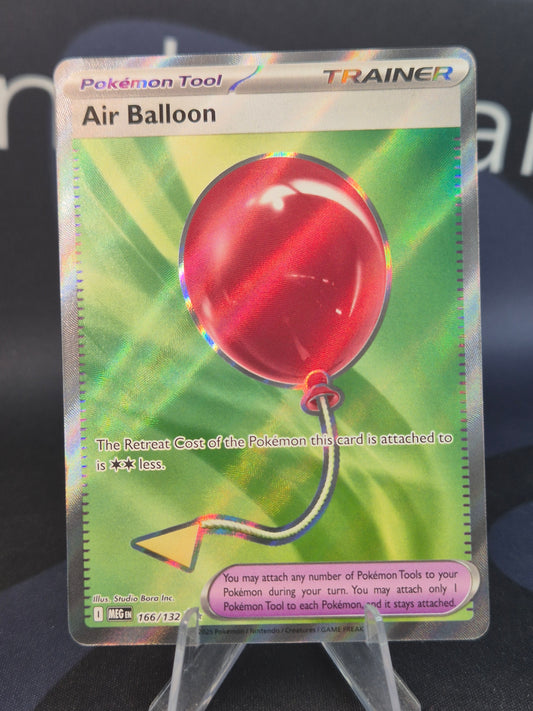 Pokémon Tool
TRAINER
Air Balloon
The Retreat Cost of the Pokémon this card is attached to
is ✱✱ less.
You may attach any number of Pokémon Tools to your
Pokémon during your turn. You may attach only 1
Pokémon Tool to each Pokémon, and it stays attached.
Illus. Studio Bora Inc.
I MEG EN 166/132
2025 Pokémon / Nintendo / Creatures / GAME FREAK